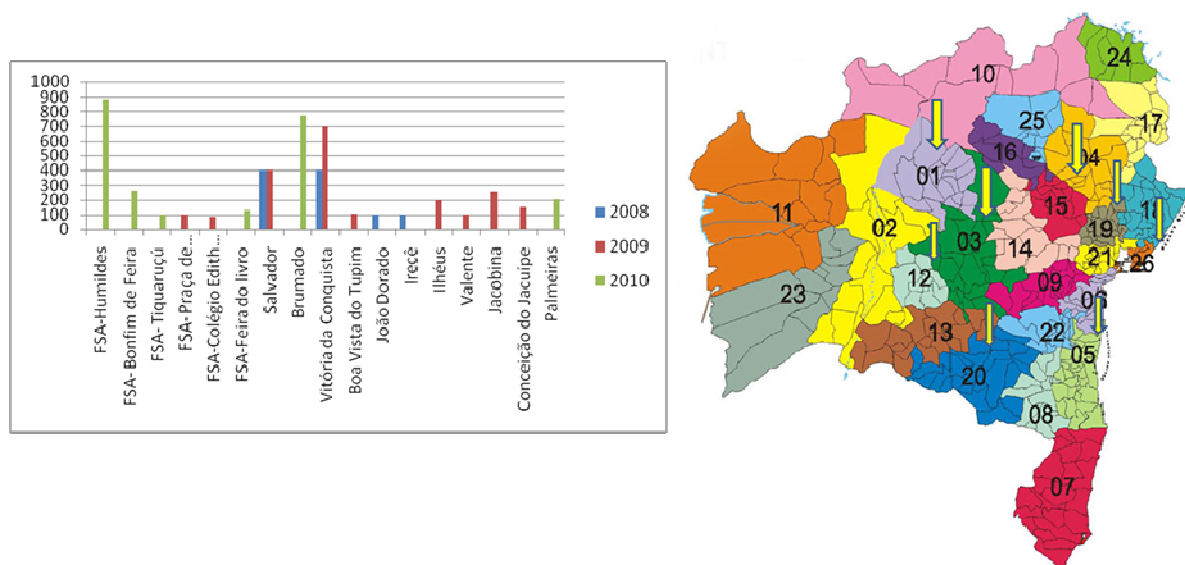 1000
900
800
700
600
500
400
300
200
100
0
FSA-Humildes
FSA- Bonfim de Feira
FSA- Tiquaruçú
FSA- Praça de...
FSA-Colégio Edith...
FSA-Feira do livro
Salvador
Brumado
Vitória da Conquista
Boa Vista do Tupim
João Dorado
Irecê
Ilhéus
Valente
Jacobina
Conceição do Jacuipe
Palmeiras
2008
2009
2010
24
10
25
17
16
04
01
15
18
11
02
03
14
19
21
26
12
09
06
23
13
22
05
20
08
07